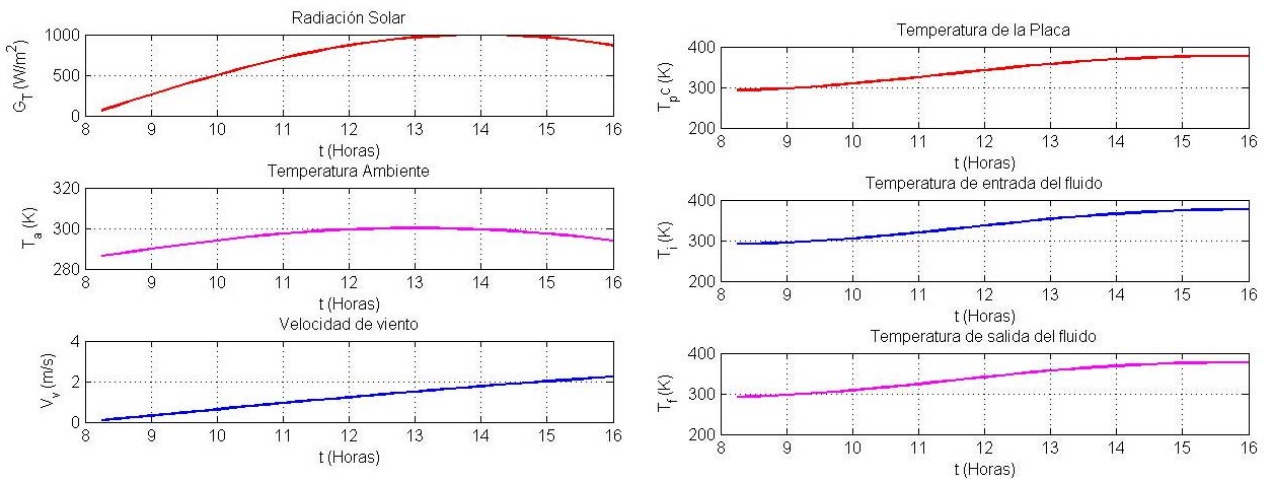 Radiación Solar
G_T (W/m²)
1000
500
0
8 9 10 11 12 13 14 15 16
t (Horas)
Temperatura Ambiente
T_a (K)
320
300
280
8 9 10 11 12 13 14 15 16
t (Horas)
Velocidad de viento
V_v (m/s)
4
2
0
8 9 10 11 12 13 14 15 16
t (Horas)
Temperatura de la Placa
T_pc (K)
400
300
200
8 9 10 11 12 13 14 15 16
t (Horas)
Temperatura de entrada del fluido
T_i (K)
400
300
200
8 9 10 11 12 13 14 15 16
t (Horas)
Temperatura de salida del fluido
T_f (K)
400
300
200
8 9 10 11 12 13 14 15 16
t (Horas)